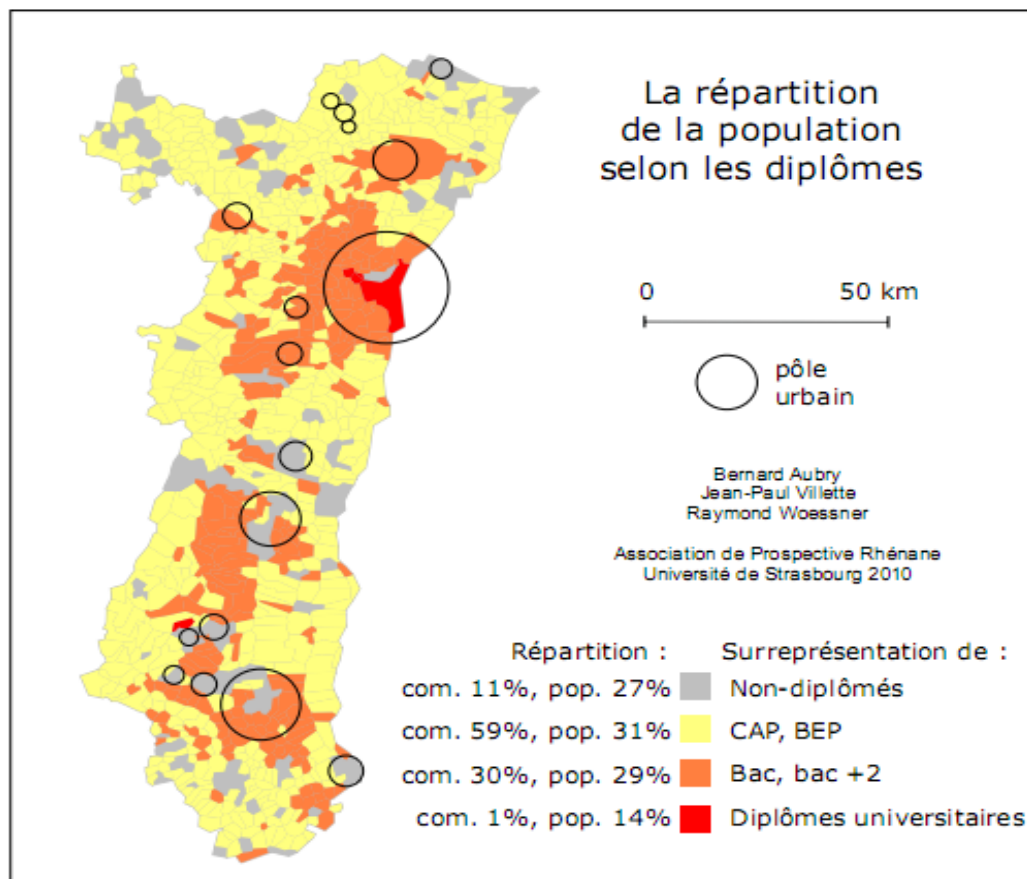 La répartition
de la population
selon les diplômes
0 50 km
pôle
urbain
Bernard Aubry
Jean-Paul Villette
Raymond Woessner
Association de Prospective Rhénane
Université de Strasbourg 2010
Répartition : Surreprésentation de :
com. 11%, pop. 27% Non-diplômés
com. 59%, pop. 31% CAP, BEP
com. 30%, pop. 29% Bac, bac +2
com. 1%, pop. 14% Diplômes universitaires